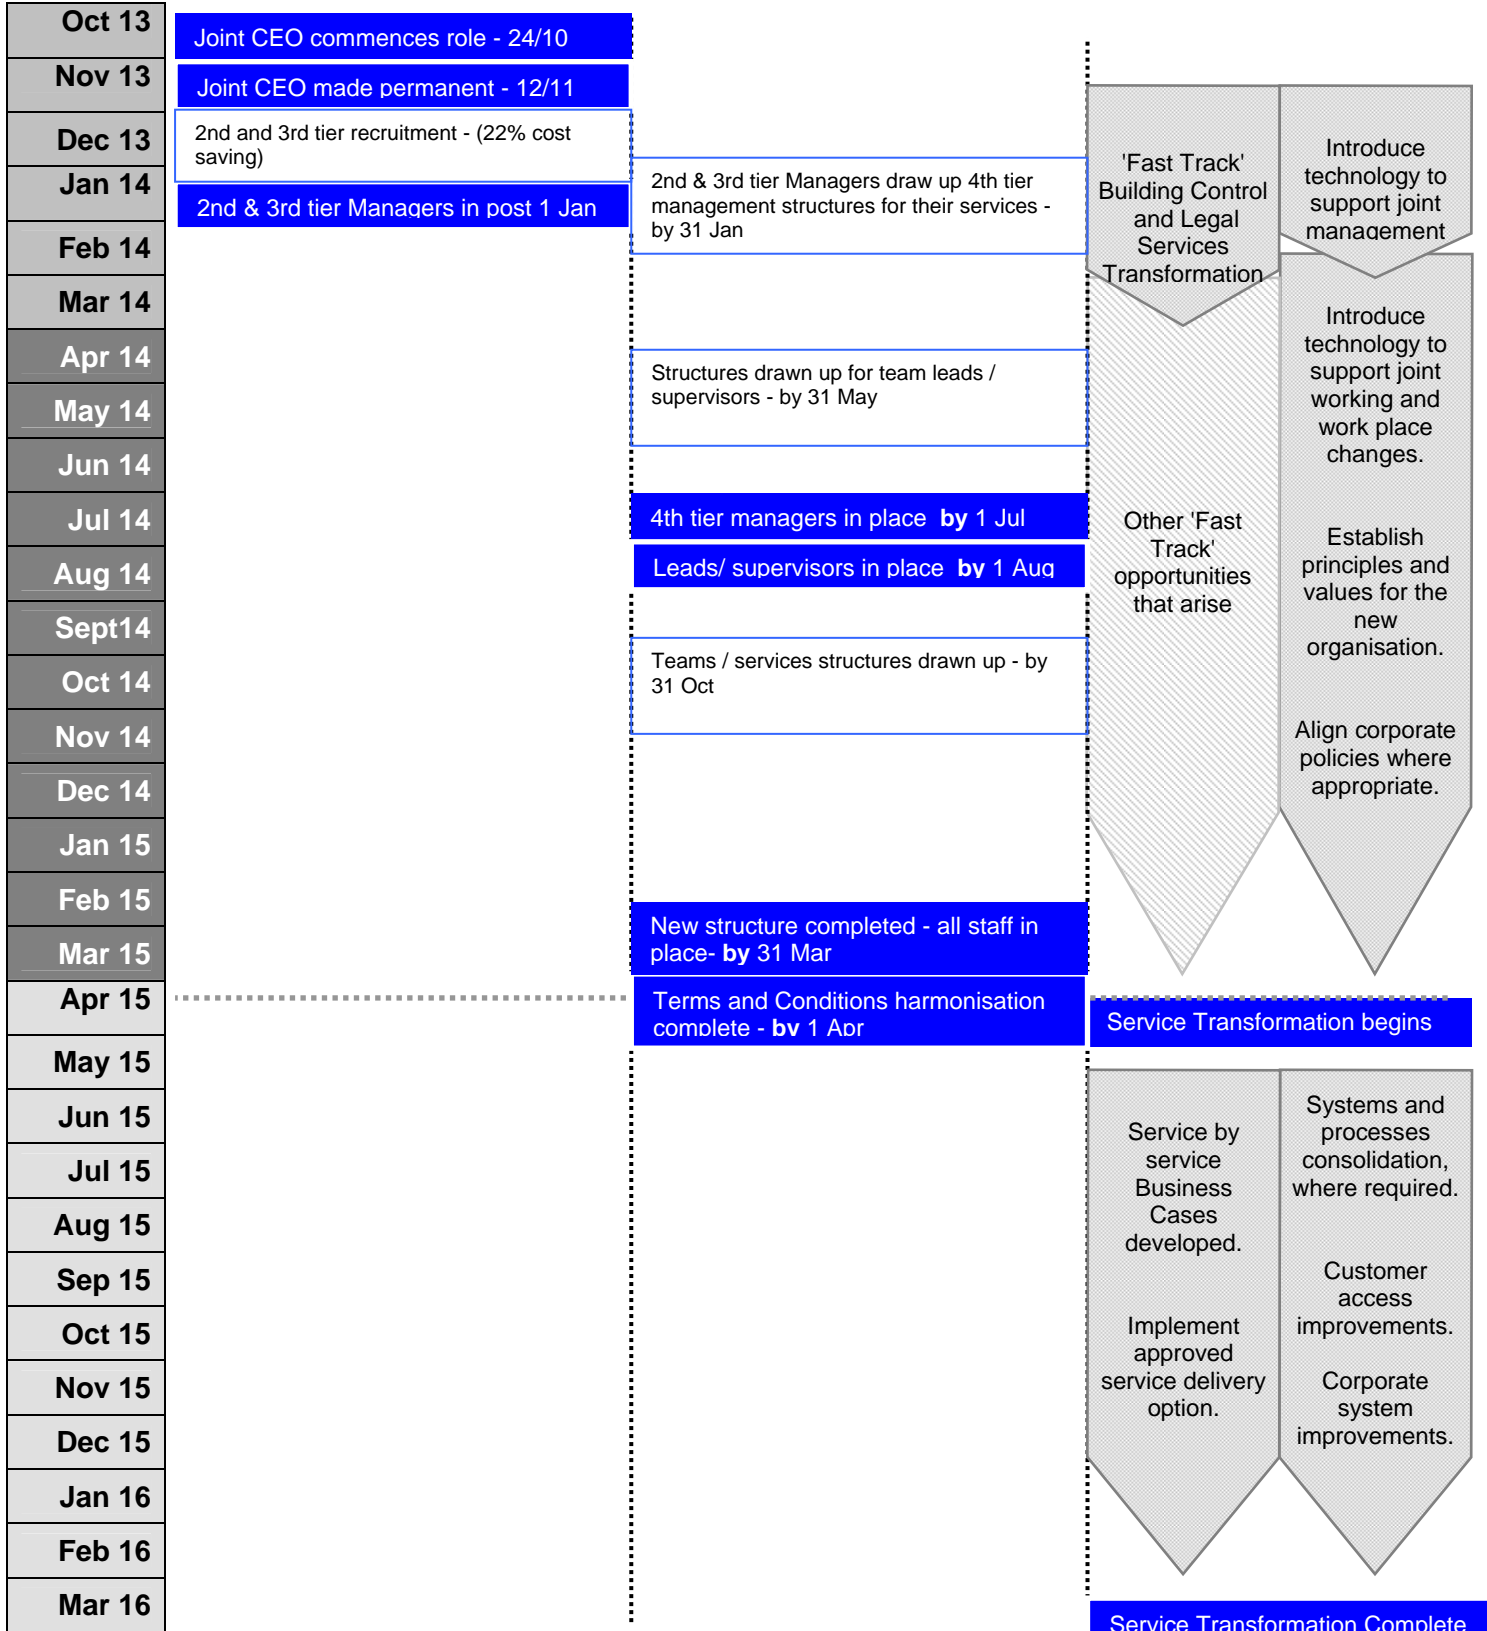 Oct 13
Nov 13
Dec 13
Jan 14
Feb 14
Mar 14
Apr 14
May 14
Jun 14
Jul 14
Aug 14
Sept14
Oct 14
Nov 14
Dec 14
Jan 15
Feb 15
Mar 15
Apr 15
May 15
Jun 15
Jul 15
Aug 15
Sep 15
Oct 15
Nov 15
Dec 15
Jan 16
Feb 16
Mar 16
Joint CEO commences role - 24/10
Joint CEO made permanent - 12/11
2nd and 3rd tier recruitment - (22% cost
saving)
2nd & 3rd tier Managers in post 1 Jan
2nd & 3rd tier Managers draw up 4th tier
management structures for their services -
by 31 Jan
Structures drawn up for team leads /
supervisors - by 31 May
4th tier managers in place by 1 Jul
Leads/ supervisors in place by 1 Aug
Teams / services structures drawn up - by
31 Oct
New structure completed - all staff in
place- by 31 Mar
Terms and Conditions harmonisation
complete - by 1 Apr
'Fast Track'
Building Control
and Legal
Services
Transformation
Other 'Fast
Track'
opportunities
that arise
Introduce
technology to
support joint
management
Introduce
technology to
support joint
working and
work place
changes.
Establish
principles and
values for the
new
organisation.
Align corporate
policies where
appropriate.
Service Transformation begins
Service by
service
Business
Cases
developed.
Implement
approved
service delivery
option.
Systems and
processes
consolidation,
where required.
Customer
access
improvements.
Corporate
system
improvements.
Service Transformation Complete